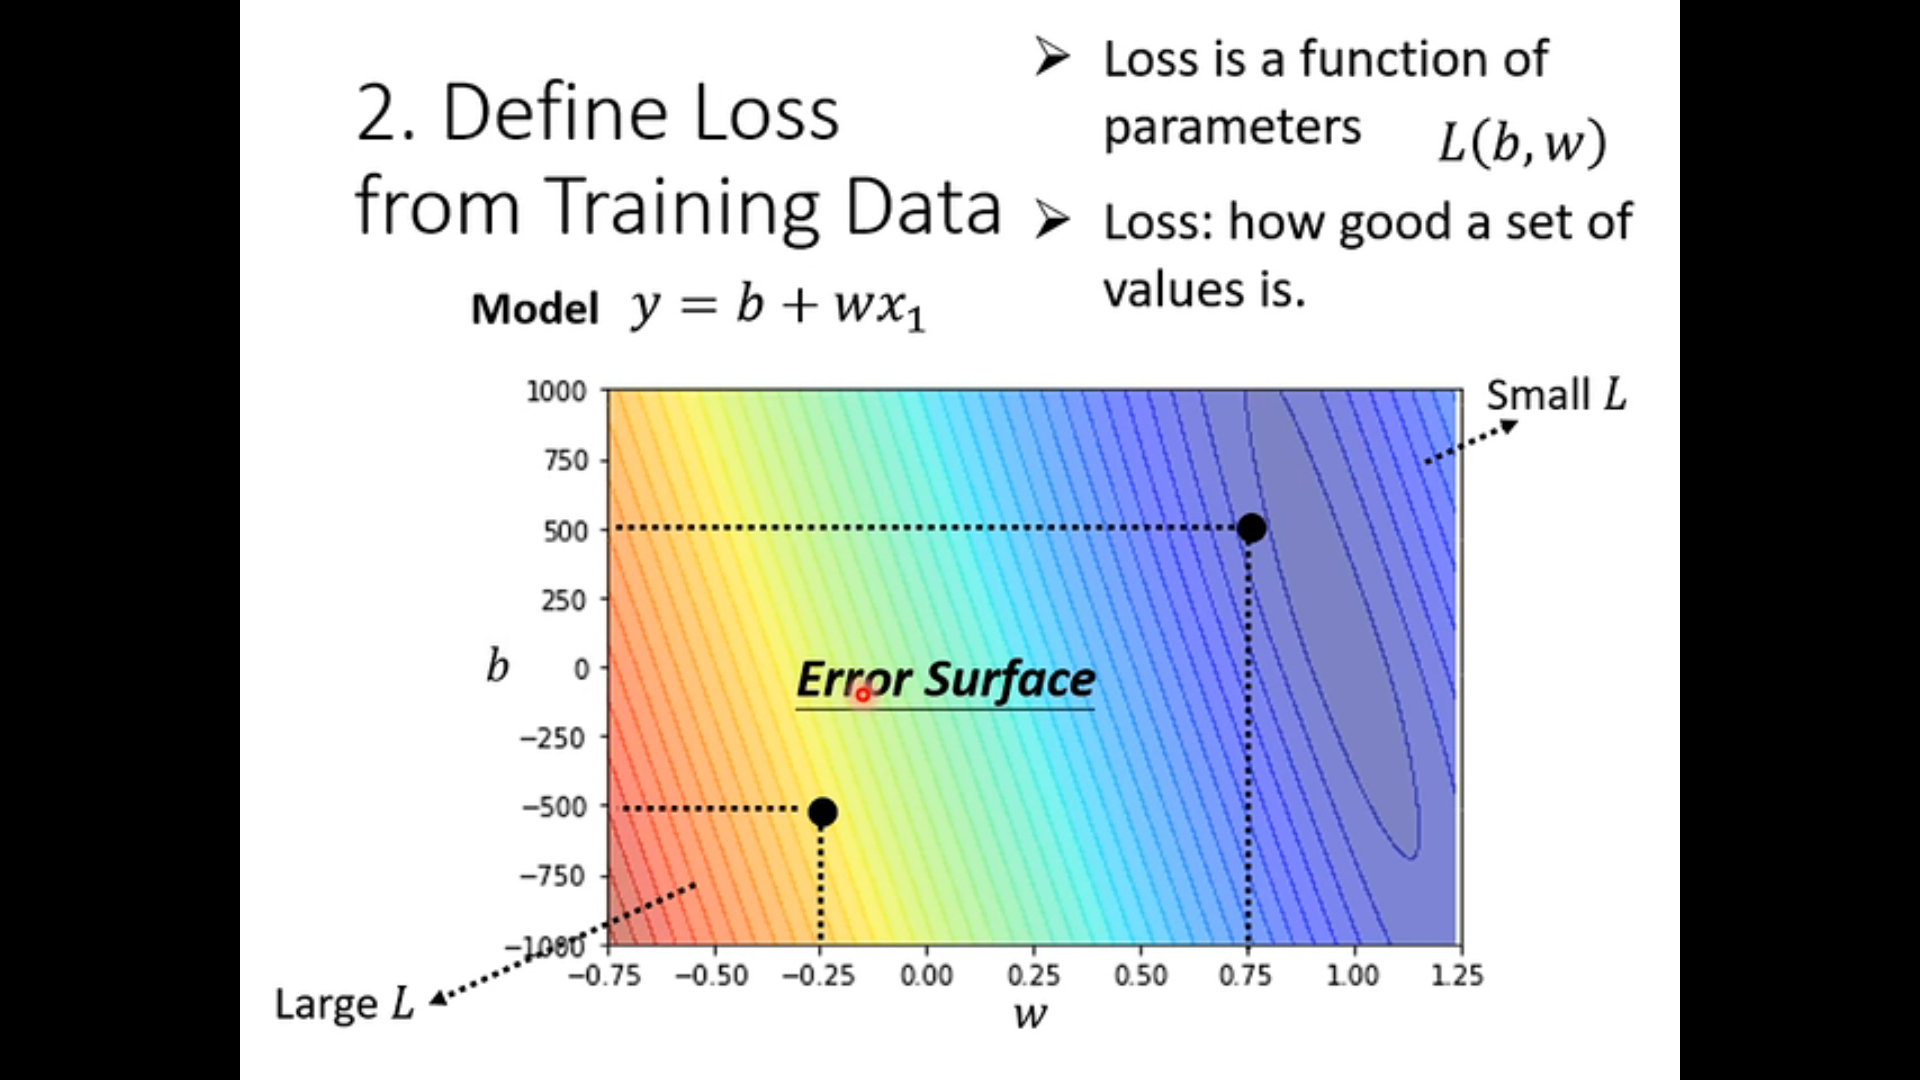 2. Define Loss
from Training Data
➢ Loss is a function of
parameters L(b, w)
➢ Loss: how good a set of
values is.
Model y = b + wx₁
Small L
1000
750
500
250
0
−250
−500
−750
−1000
b
Error Surface
−0.75 −0.50 −0.25 0.00 0.25 0.50 0.75 1.00 1.25
w
Large L